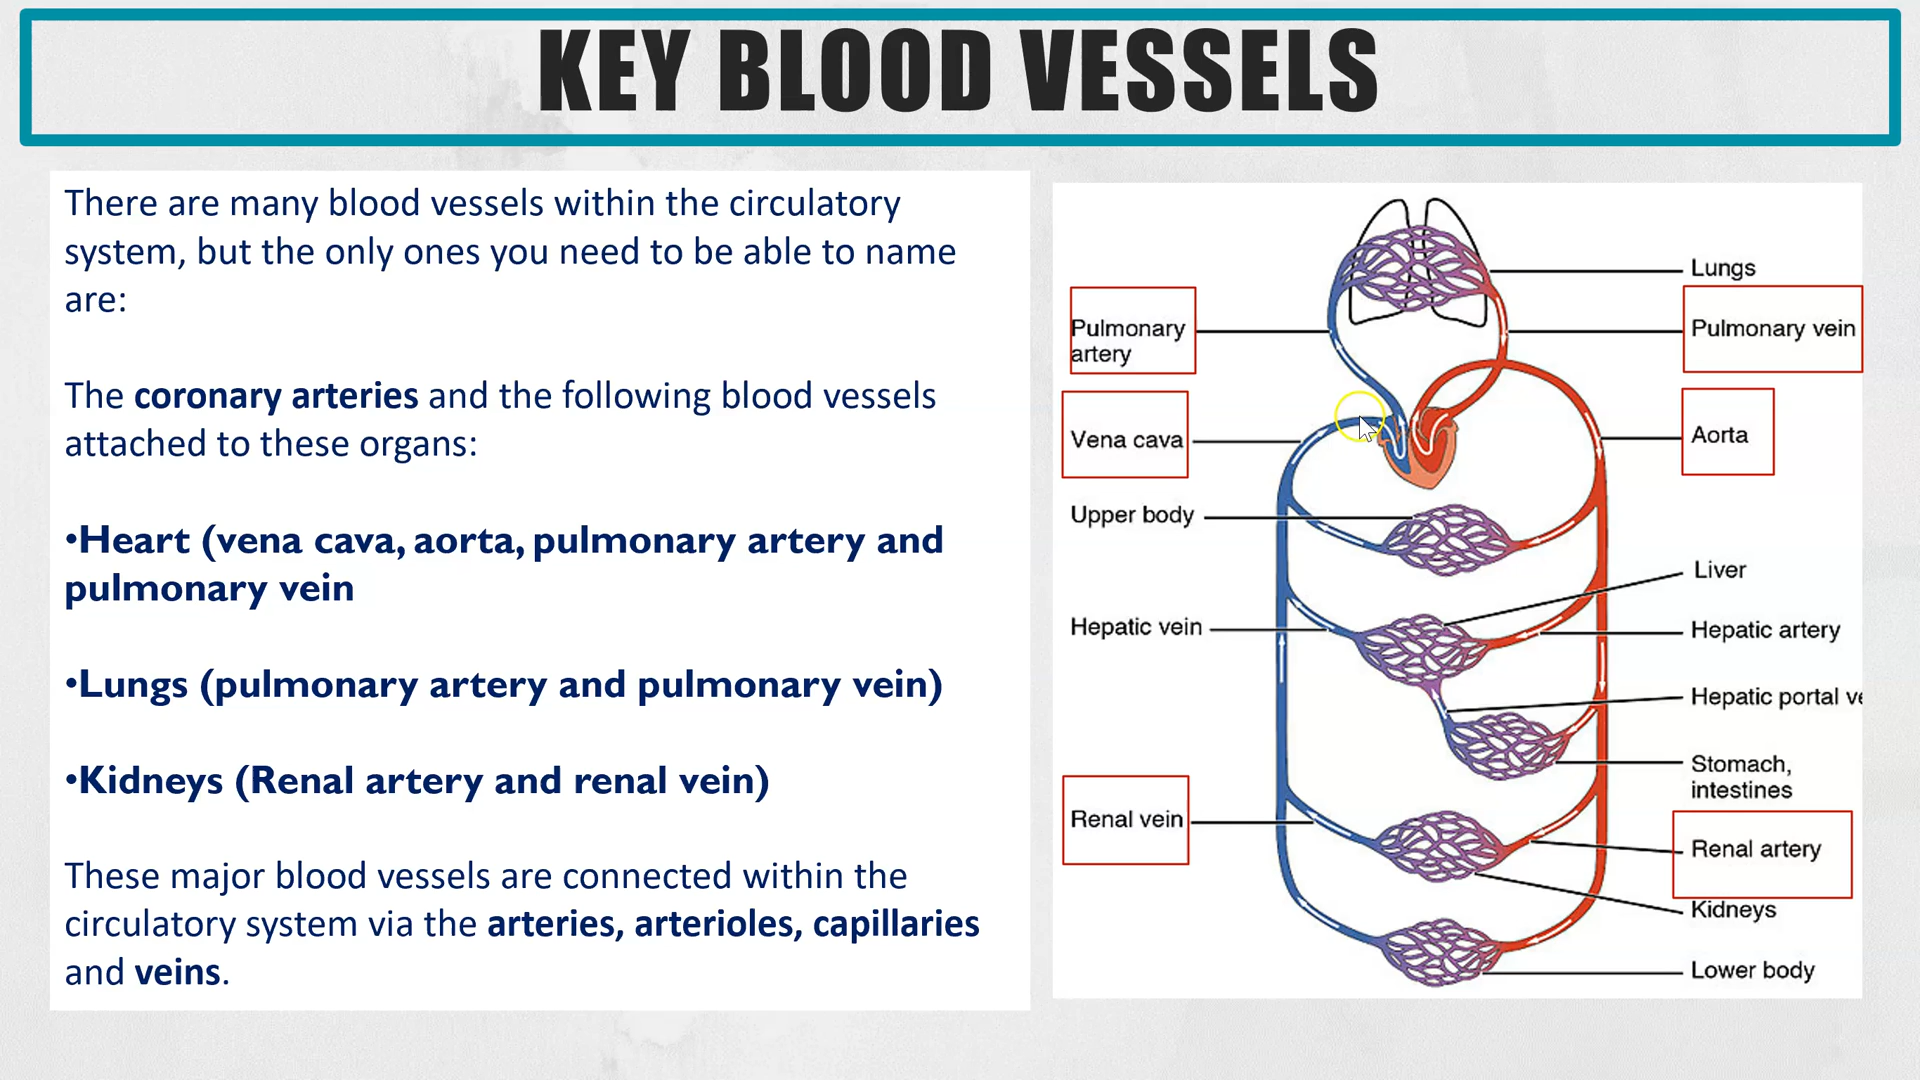 KEY BLOOD VESSELS
There are many blood vessels within the circulatory
system, but the only ones you need to be able to name
are:
The coronary arteries and the following blood vessels
attached to these organs:
•Heart (vena cava, aorta, pulmonary artery and
pulmonary vein
•Lungs (pulmonary artery and pulmonary vein)
•Kidneys (Renal artery and renal vein)
These major blood vessels are connected within the
circulatory system via the arteries, arterioles, capillaries
and veins.
Lungs
Pulmonary
artery
Pulmonary vein
Vena cava
Aorta
Upper body
Liver
Hepatic vein
Hepatic artery
Hepatic portal ve
Stomach,
intestines
Renal vein
Renal artery
Kidneys
Lower body